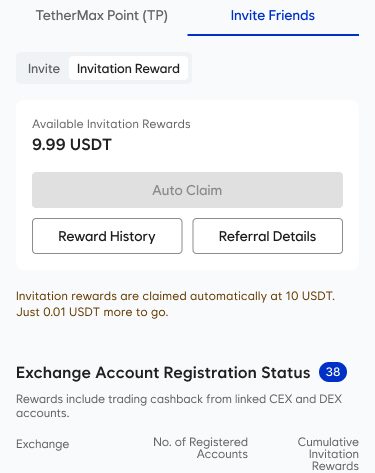 TetherMax Point (TP)
Invite Friends
Invite
Invitation Reward
Available Invitation Rewards
9.99 USDT
Auto Claim
Reward History
Referral Details
Invitation rewards are claimed automatically at 10 USDT.
Just 0.01 USDT more to go.
Exchange Account Registration Status 38
Rewards include trading cashback from linked CEX and DEX
accounts.
Exchange
No. of Registered
Accounts
Cumulative
Invitation
Rewards